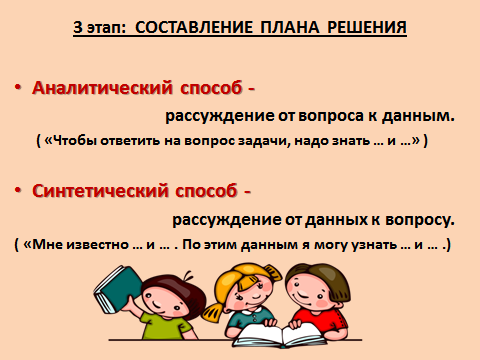 3 этап: СОСТАВЛЕНИЕ ПЛАНА РЕШЕНИЯ
• Аналитический способ -
рассуждение от вопроса к данным.
( «Чтобы ответить на вопрос задачи, надо знать ... и ...» )
• Синтетический способ -
рассуждение от данных к вопросу.
( «Мне известно ... и ... . По этим данным я могу узнать ... и ... .)